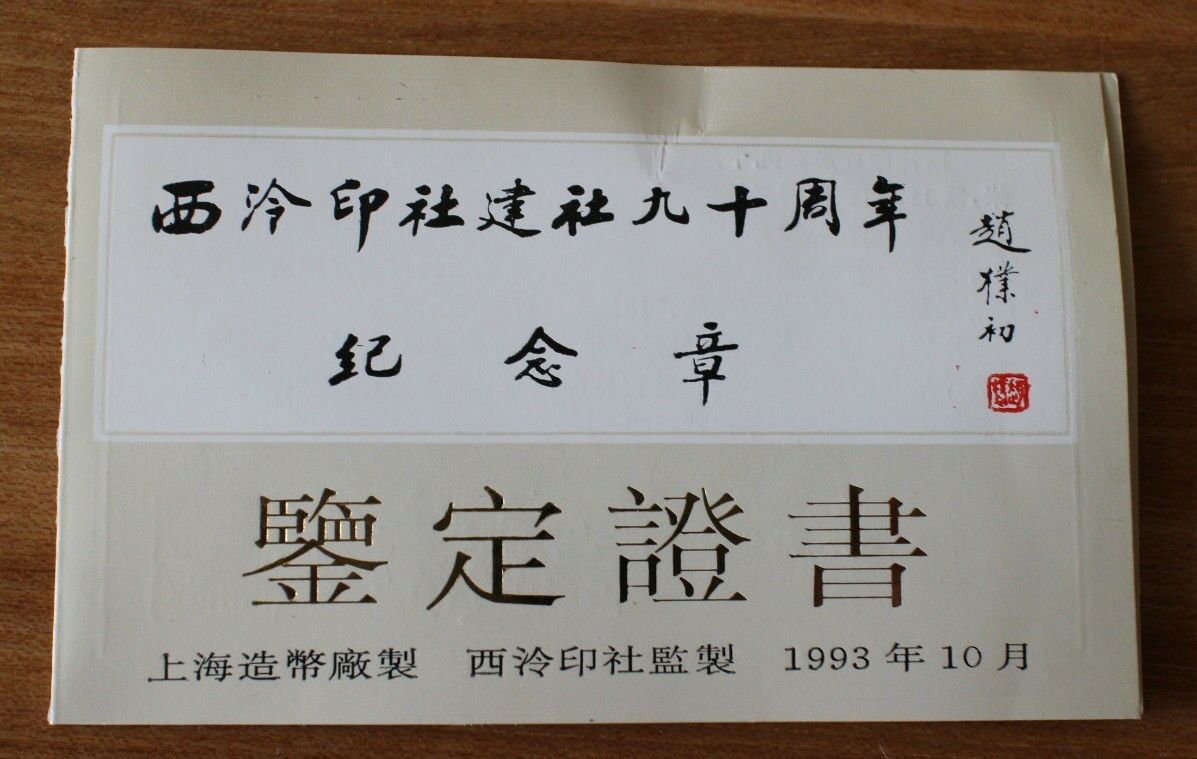 西泠印社建社九十周年
纪念章
趙樸初
鑒定證書
上海造幣廠製 西泠印社監製 1993年10月